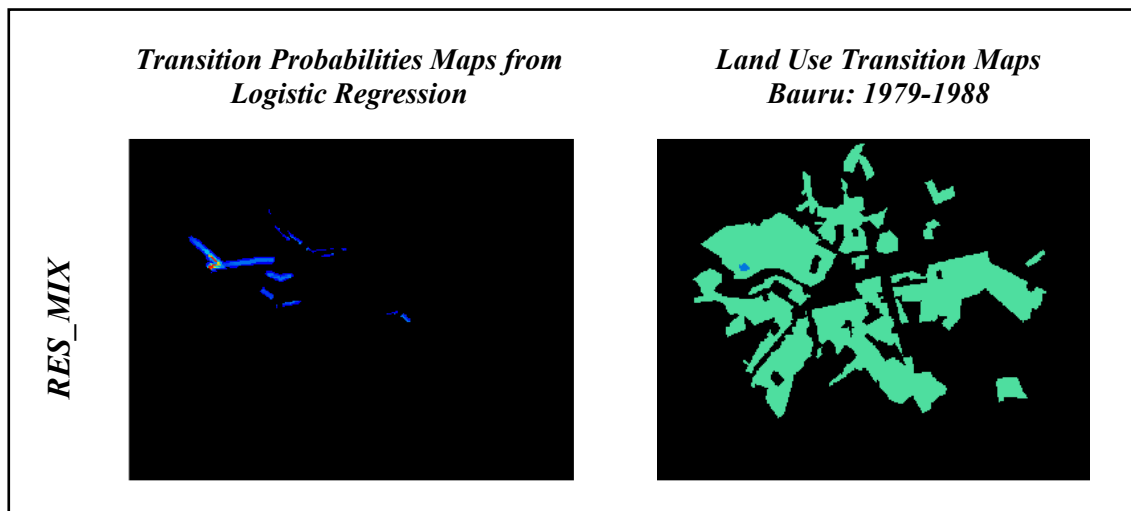 Transition Probabilities Maps from
Logistic Regression
Land Use Transition Maps
Bauru: 1979-1988
RES_MIX